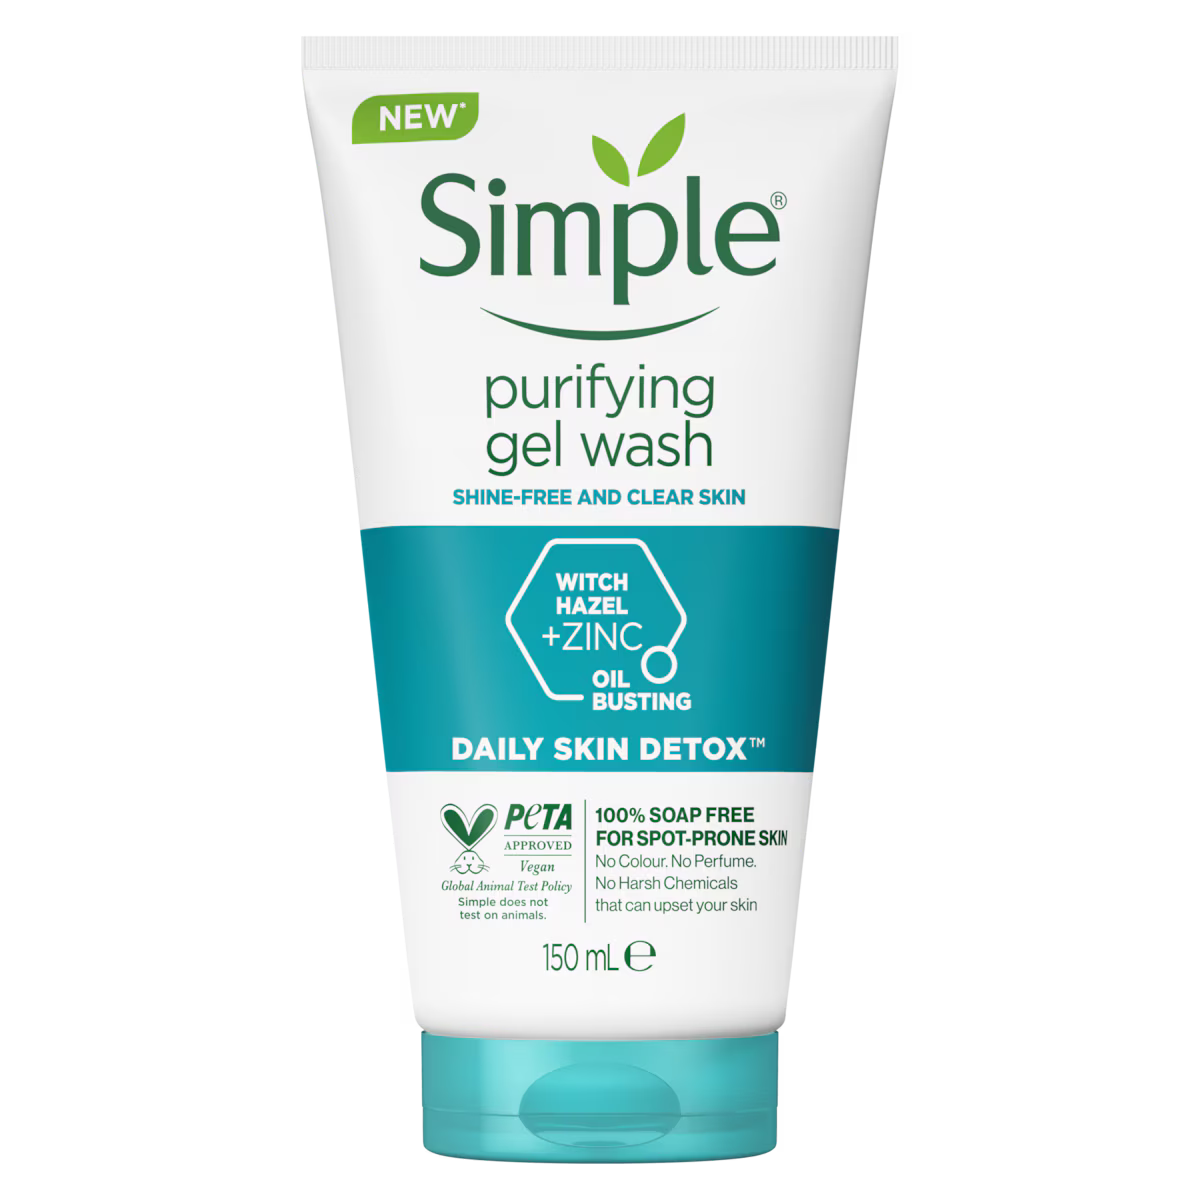 NEW*
Simple®
purifying
gel wash
SHINE-FREE AND CLEAR SKIN
WITCH
HAZEL
+ZINC
OIL
BUSTING
DAILY SKIN DETOX™
PETA
APPROVED
Vegan
Global Animal Test Policy
Simple does not
test on animals.
100% SOAP FREE
FOR SPOT-PRONE SKIN
No Colour. No Perfume.
No Harsh Chemicals
that can upset your skin
150 mL ℮